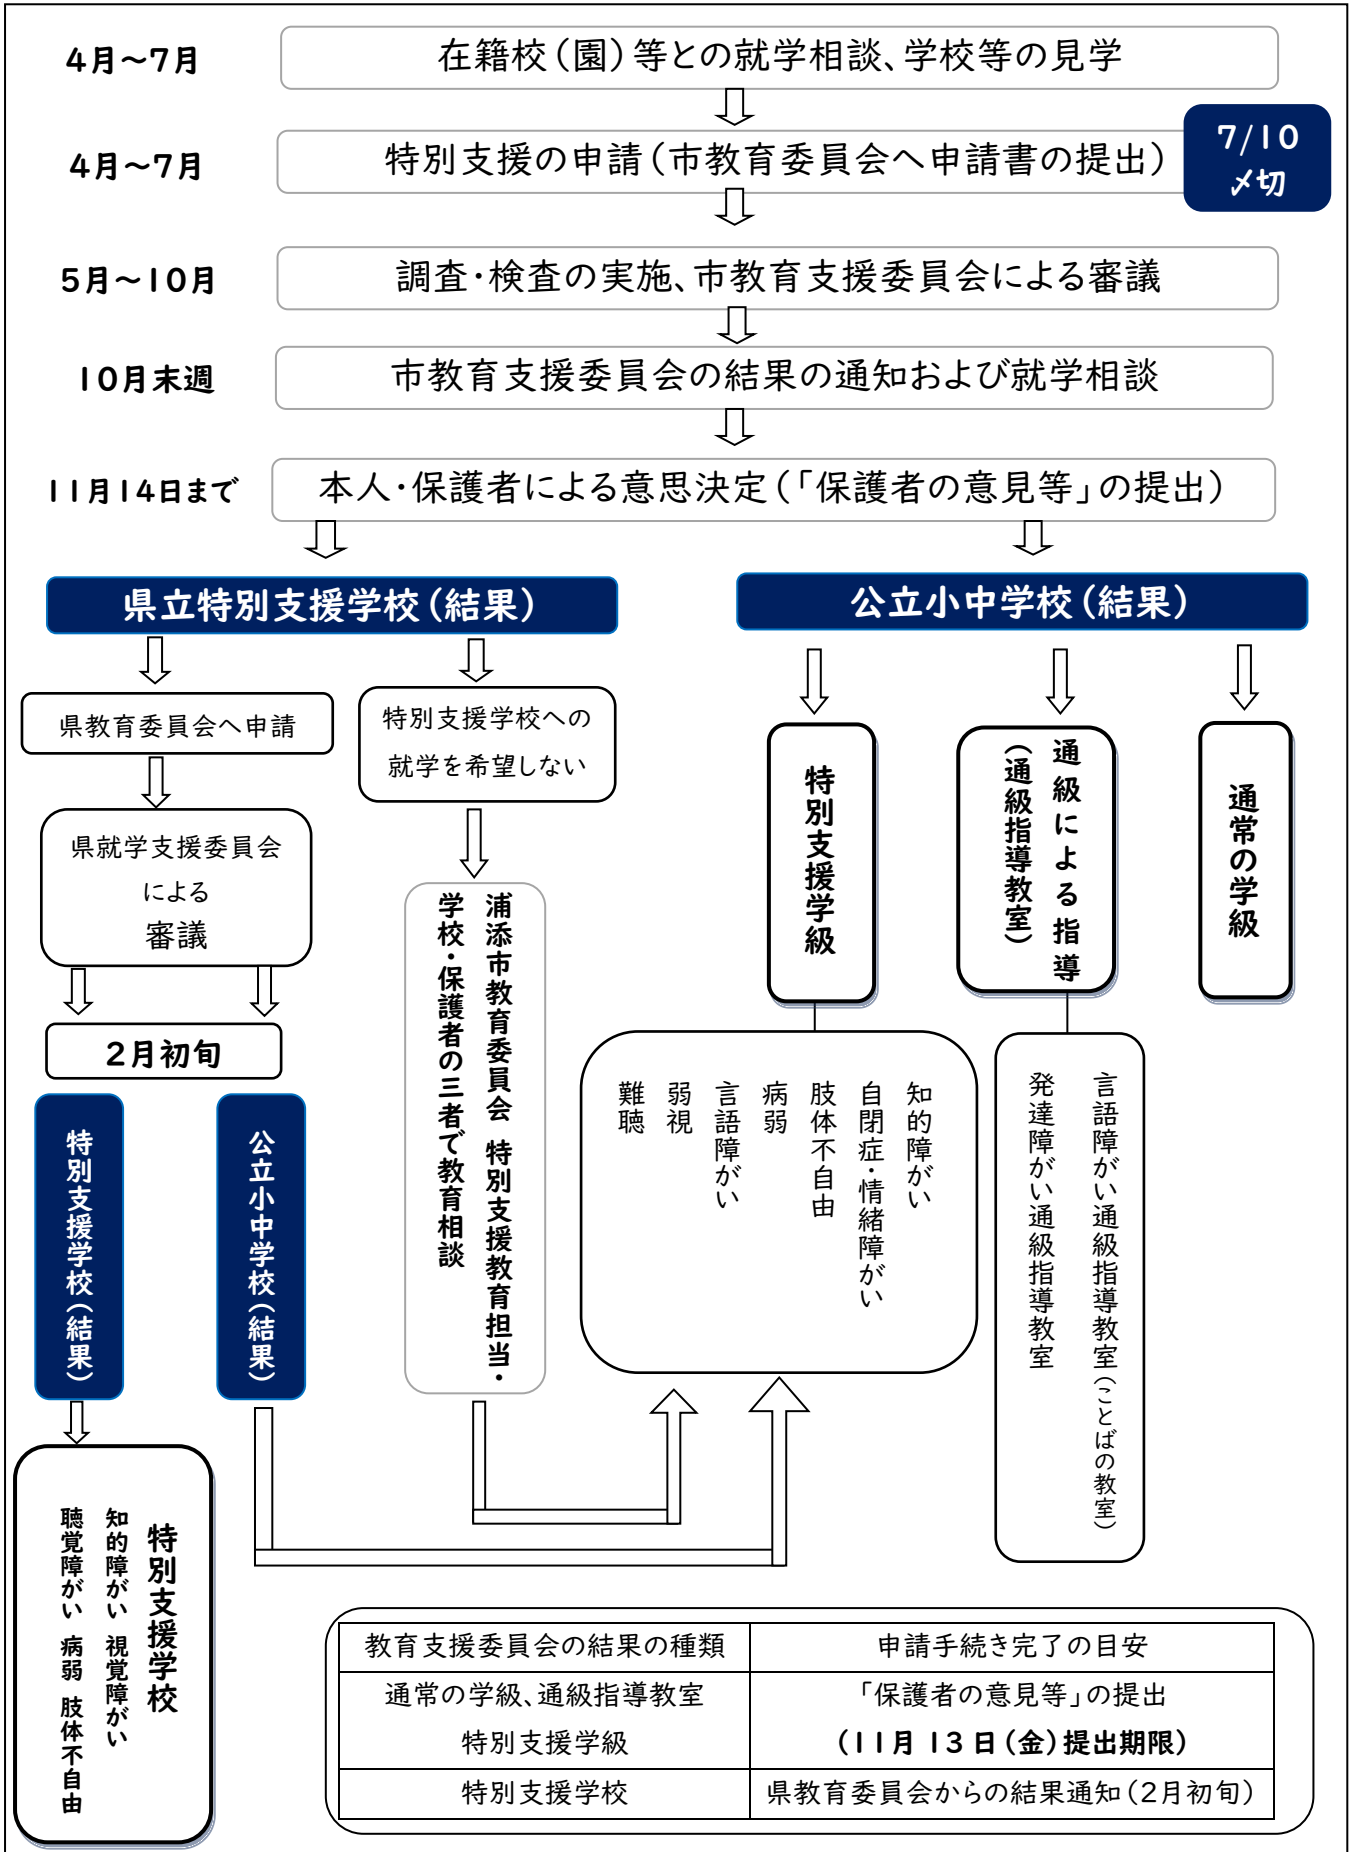 4月～7月
在籍校（園）等との就学相談、学校等の見学
4月～7月
特別支援の申請（市教育委員会へ申請書の提出）
7/10
〆切
5月～10月
調査・検査の実施、市教育支援委員会による審議
10月末週
市教育支援委員会の結果の通知および就学相談
11月14日まで
本人・保護者による意思決定（「保護者の意見等」の提出）
県立特別支援学校（結果）
公立小中学校（結果）
県教育委員会へ申請
特別支援学校への
就学を希望しない
県就学支援委員会
による
審議
2月初旬
特別支援学校（結果）
公立小中学校（結果）
浦添市教育委員会 特別支援教育担当・
学校・保護者の三者で教育相談
特別支援学級
通級による指導
（通級指導教室）
通常の学級
知的障がい
自閉症・情緒障がい
肢体不自由
病弱
言語障がい
弱視
難聴
言語障がい通級指導教室（ことばの教室）
発達障がい通級指導教室
特別支援学校
知的障がい 視覚障がい
聴覚障がい 病弱 肢体不自由
教育支援委員会の結果の種類
申請手続き完了の目安
通常の学級、通級指導教室
特別支援学級
「保護者の意見等」の提出
（11月13日（金）提出期限）
特別支援学校
県教育委員会からの結果通知（2月初旬）